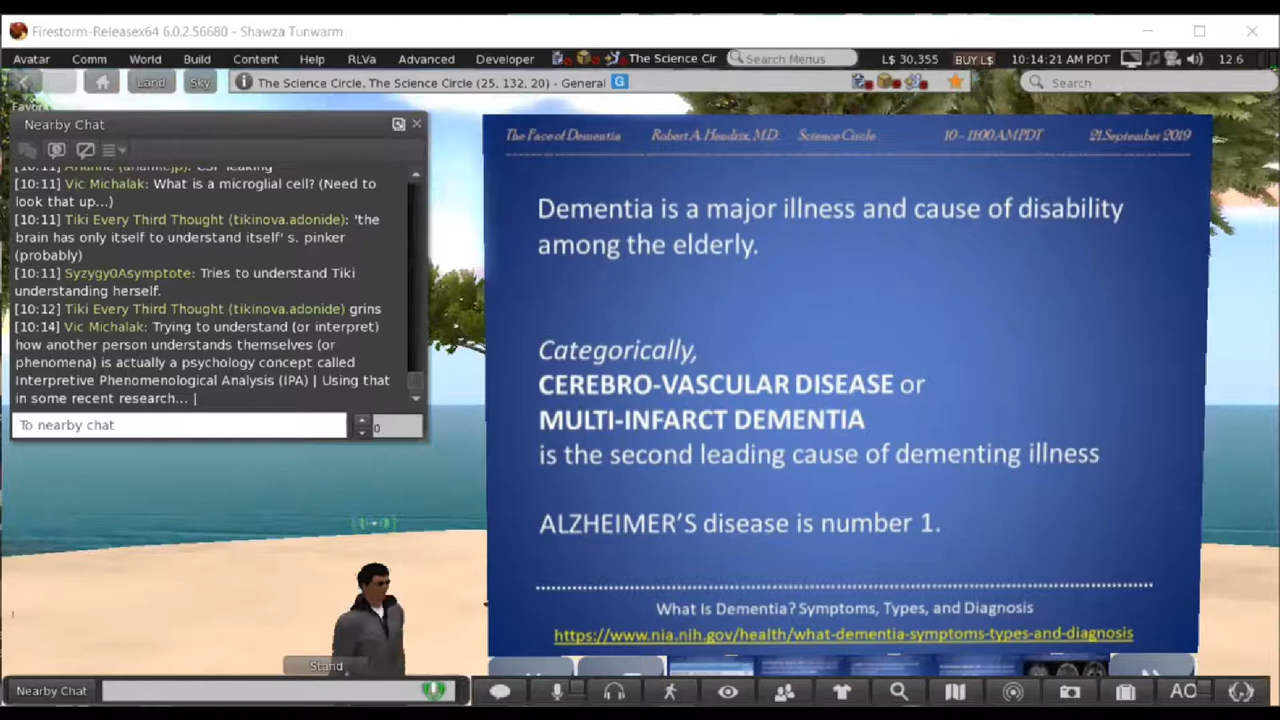 Firestorm-Releasex64 6.0.2.56680 - Shawza Tunwarm
Avatar Comm World Build Content Help RLVa Advanced Developer The Science Cir Search Menus L$ 30,355 BUY L$ 10:14:21 AM PDT 12.6
Land Sky The Science Circle, The Science Circle (25, 132, 20) - General G Search
Nearby Chat
[10:11] Vic Michalak: What is a microglial cell? (Need to
look that up...)
[10:11] Tiki Every Third Thought (tikinova.adonide): 'the
brain has only itself to understand itself' s. pinker
(probably)
[10:11] Syzygy0Asymptote: Tries to understand Tiki
understanding herself.
[10:12] Tiki Every Third Thought (tikinova.adonide) grins
[10:14] Vic Michalak: Trying to understand (or interpret)
how another person understands themselves (or
phenomena) is actually a psychology concept called
Interpretive Phenomenological Analysis (IPA) | Using that
in some recent research... |
To nearby chat
0
The Face of Dementia Robert A. Hendrix, M.D. Science Circle 10 - 11:00 AM PDT 21 September 2019
Dementia is a major illness and cause of disability
among the elderly.
Categorically,
CEREBRO-VASCULAR DISEASE or
MULTI-INFARCT DEMENTIA
is the second leading cause of dementing illness
ALZHEIMER'S disease is number 1.
What Is Dementia? Symptoms, Types, and Diagnosis
https://www.nia.nih.gov/health/what-dementia-symptoms-types-and-diagnosis
Stand
Nearby Chat
AO